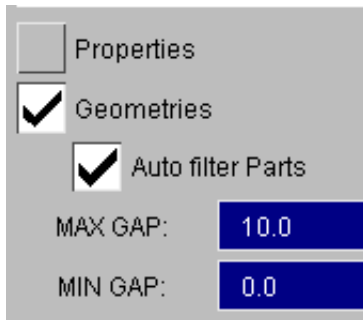 Properties
Geometries
Auto filter Parts
MAX GAP: 10.0
MIN GAP: 0.0